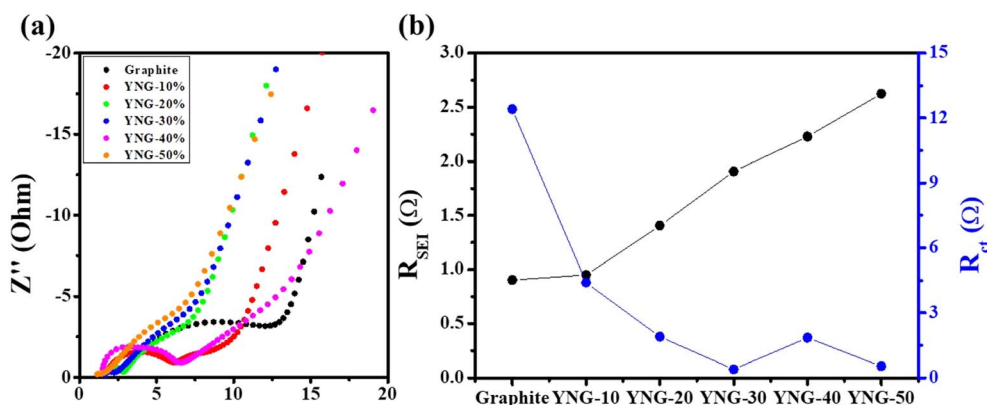 (a)
Z'' (Ohm)
-20
-15
-10
-5
0
Graphite
YNG-10%
YNG-20%
YNG-30%
YNG-40%
YNG-50%
0 5 10 15 20
(b)
R_SEI (Ω)
3.0
2.5
2.0
1.5
1.0
0.5
0.0
15
12
9
6
3
0
R_ct (Ω)
Graphite YNG-10 YNG-20 YNG-30 YNG-40 YNG-50